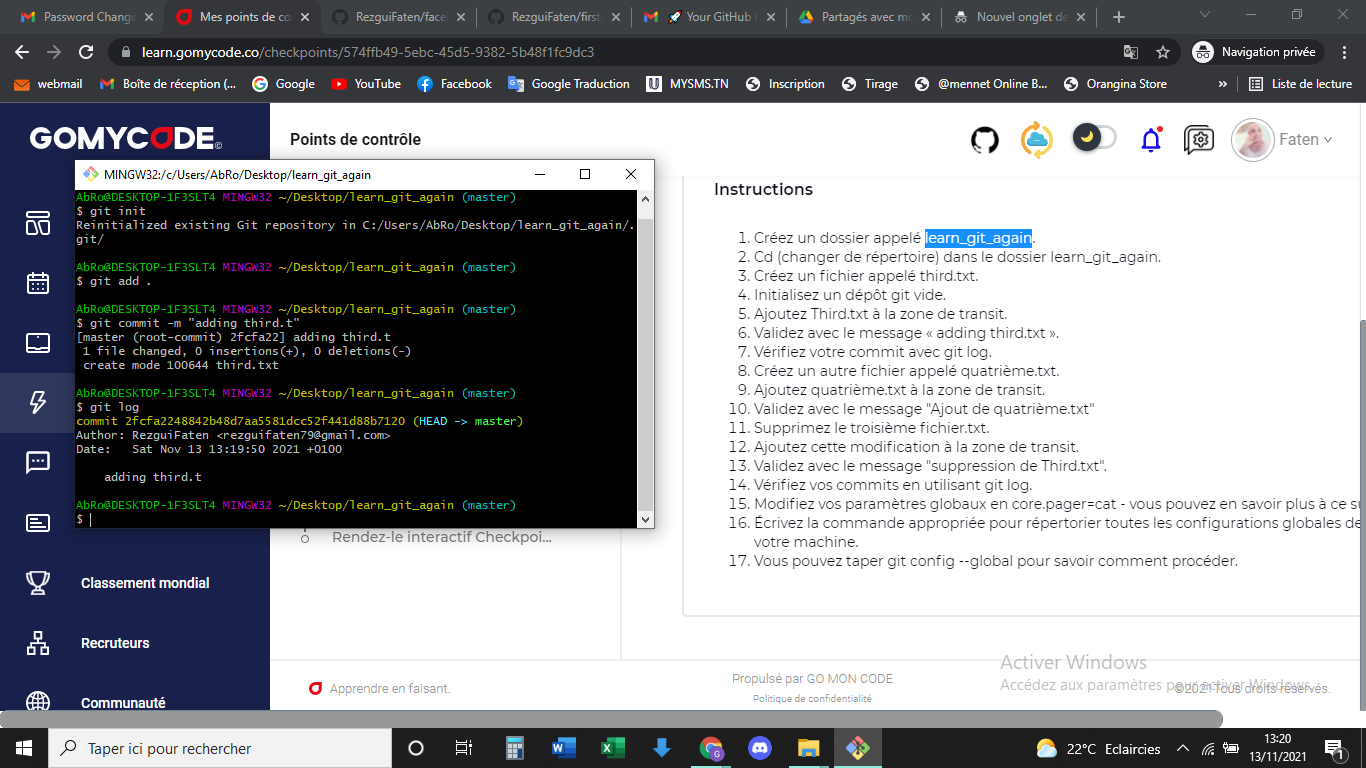 Password Change
Mes points de co
RezguiFaten/face
RezguiFaten/first
Your GitHub
Partagés avec mo
Nouvel onglet de
learn.gomycode.co/checkpoints/574ffb49-5ebc-45d5-9382-5b48f1fc9dc3
Navigation privée
webmail
Boîte de réception (...
Google
YouTube
Facebook
Google Traduction
MYSMS.TN
Inscription
Tirage
@mennet Online B...
Orangina Store
»
Liste de lecture
GOMYCODE
Points de contrôle
Faten
MINGW32:/c/Users/AbRo/Desktop/learn_git_again
AbRo@DESKTOP-1F3SLT4 MINGW32 ~/Desktop/learn_git_again (master)
$ git init
Reinitialized existing Git repository in C:/Users/AbRo/Desktop/learn_git_again/.
git/
AbRo@DESKTOP-1F3SLT4 MINGW32 ~/Desktop/learn_git_again (master)
$ git add .
AbRo@DESKTOP-1F3SLT4 MINGW32 ~/Desktop/learn_git_again (master)
$ git commit -m "adding third.t"
[master (root-commit) 2fcfa22] adding third.t
1 file changed, 0 insertions(+), 0 deletions(-)
create mode 100644 third.txt
AbRo@DESKTOP-1F3SLT4 MINGW32 ~/Desktop/learn_git_again (master)
$ git log
commit 2fcfa2248842b48d7aa5581dcc52f441d88b7120 (HEAD -> master)
Author: RezguiFaten <rezguifaten79@gmail.com>
Date:   Sat Nov 13 13:19:50 2021 +0100
adding third.t
AbRo@DESKTOP-1F3SLT4 MINGW32 ~/Desktop/learn_git_again (master)
$
Instructions
1. Créez un dossier appelé learn_git_again.
2. Cd (changer de répertoire) dans le dossier learn_git_again.
3. Créez un fichier appelé third.txt.
4. Initialisez un dépôt git vide.
5. Ajoutez Third.txt à la zone de transit.
6. Validez avec le message « adding third.txt ».
7. Vérifiez votre commit avec git log.
8. Créez un autre fichier appelé quatrième.txt.
9. Ajoutez quatrième.txt à la zone de transit.
10. Validez avec le message "Ajout de quatrième.txt"
11. Supprimez le troisième fichier.txt.
12. Ajoutez cette modification à la zone de transit.
13. Validez avec le message "suppression de Third.txt".
14. Vérifiez vos commits en utilisant git log.
15. Modifiez vos paramètres globaux en core.pager=cat - vous pouvez en savoir plus à ce su
16. Écrivez la commande appropriée pour répertorier toutes les configurations globales de
votre machine.
17. Vous pouvez taper git config --global pour savoir comment procéder.
Rendez-le interactif Checkpoi...
Classement mondial
Recruteurs
Communauté
Apprendre en faisant.
Propulsé par GO MON CODE
Politique de confidentialité
©2021 Tous droits réservés.
Activer Windows
Accédez aux paramètres pour activer Windows.
Taper ici pour rechercher
22°C Eclaircies
13:20
13/11/2021
1